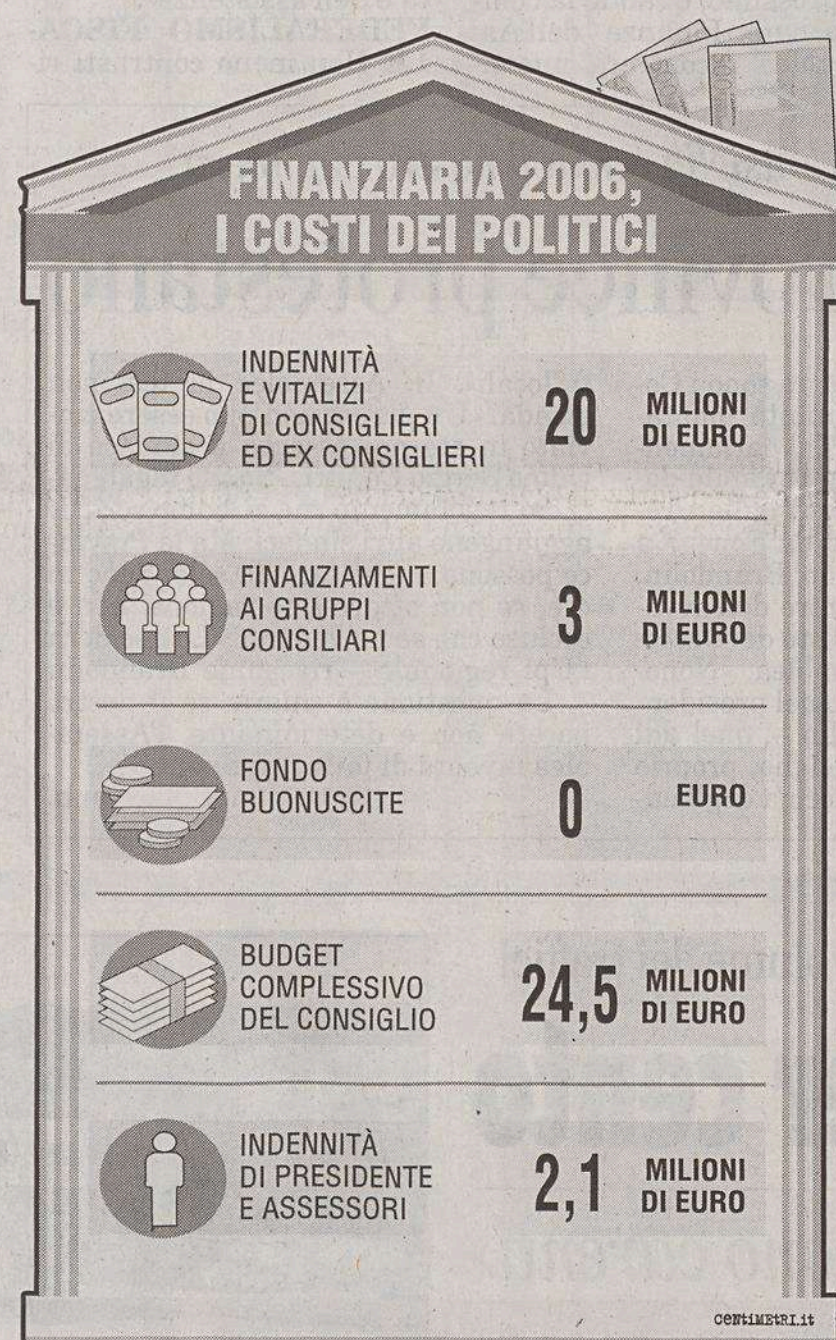 FINANZIARIA 2006,
I COSTI DEI POLITICI
INDENNITÀ
E VITALIZI
DI CONSIGLIERI
ED EX CONSIGLIERI
20 MILIONI
DI EURO
FINANZIAMENTI
AI GRUPPI
CONSILIARI
3 MILIONI
DI EURO
FONDO
BUONUSCITE
0 EURO
BUDGET
COMPLESSIVO
DEL CONSIGLIO
24,5 MILIONI
DI EURO
INDENNITÀ
DI PRESIDENTE
E ASSESSORI
2,1 MILIONI
DI EURO
CENTIMETRI.it